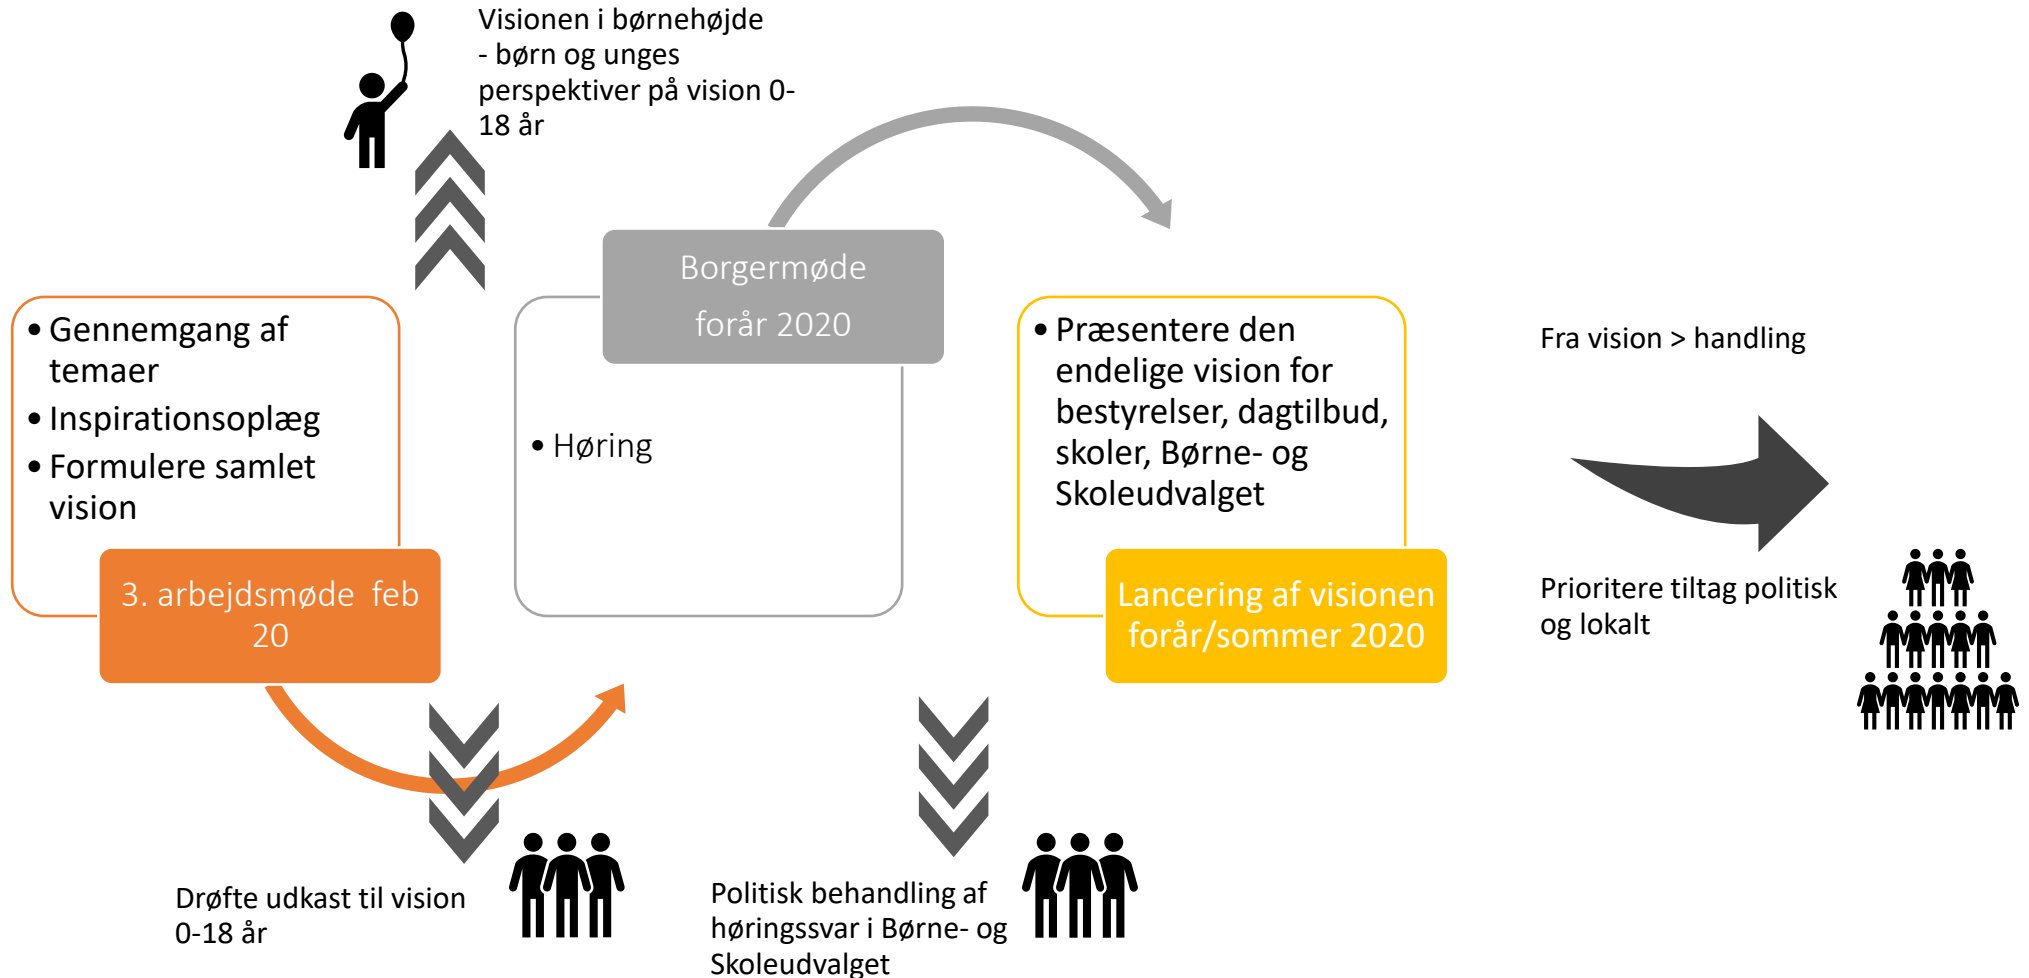 Visionen i børnehøjde
- børn og unges
perspektiver på vision 0-
18 år
• Gennemgang af
temaer
• Inspirationsoplæg
• Formulere samlet
vision
3. arbejdsmøde  feb
20
Borgermøde
forår 2020
• Høring
• Præsentere den
endelige vision for
bestyrelser, dagtilbud,
skoler, Børne- og
Skoleudvalget
Lancering af visionen
forår/sommer 2020
Fra vision > handling
Prioritere tiltag politisk
og lokalt
Drøfte udkast til vision
0-18 år
Politisk behandling af
høringssvar i Børne- og
Skoleudvalget